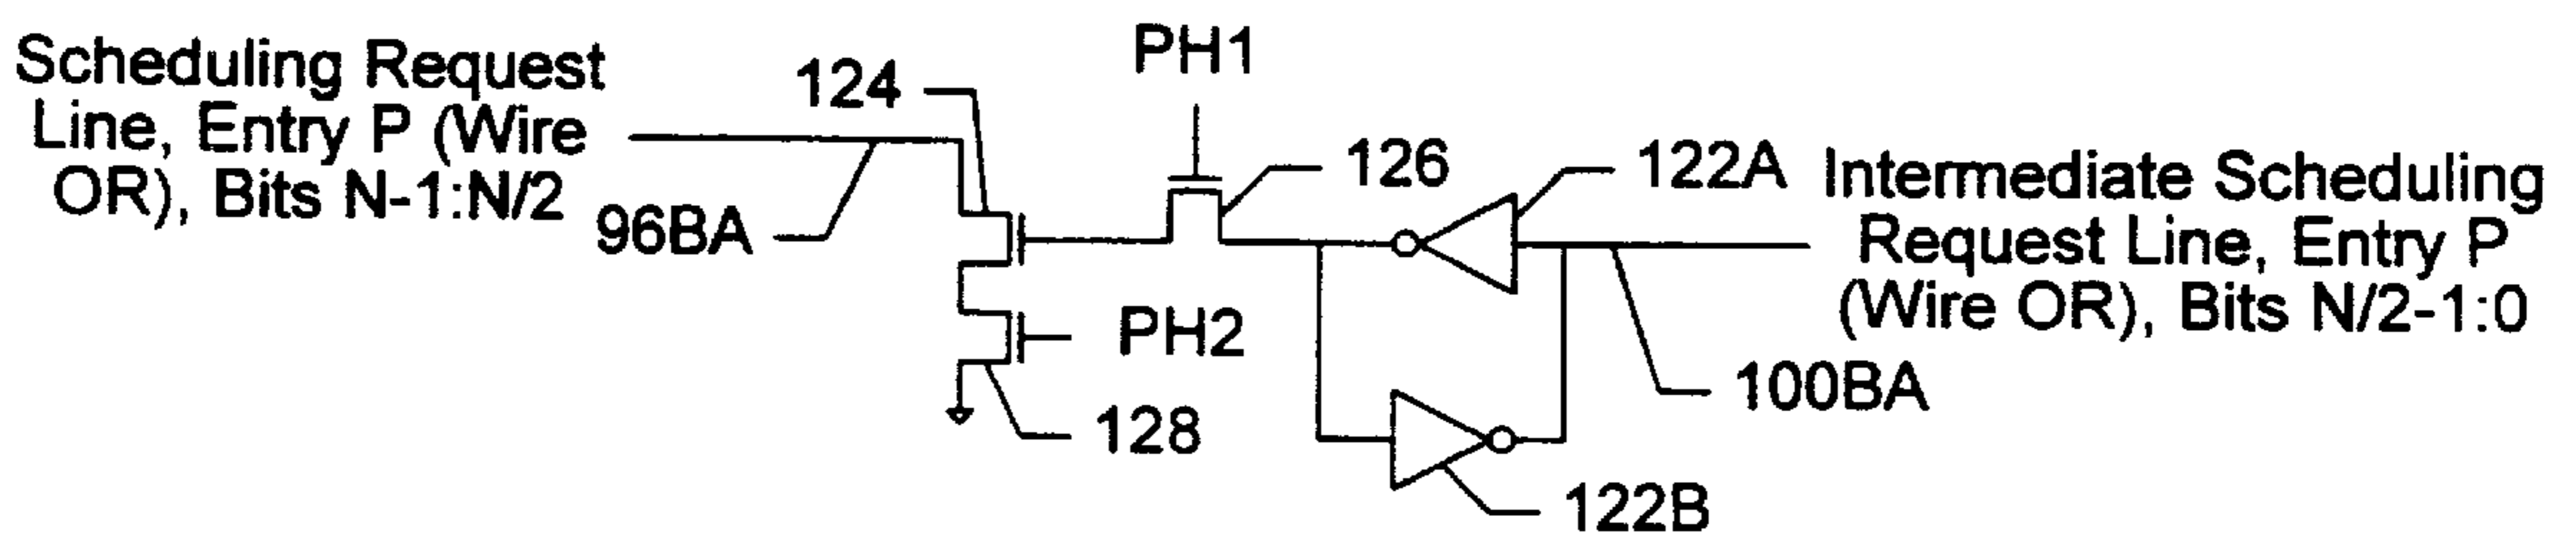 Scheduling Request
Line, Entry P (Wire
OR), Bits N-1:N/2
124
96BA
PH1
126
122A
Intermediate Scheduling
Request Line, Entry P
(Wire OR), Bits N/2-1:0
PH2
128
100BA
122B